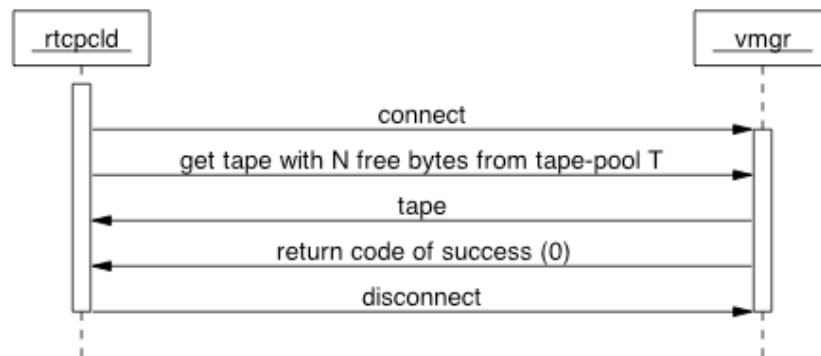 rtcpcld
vmgr
connect
get tape with N free bytes from tape-pool T
tape
return code of success (0)
disconnect